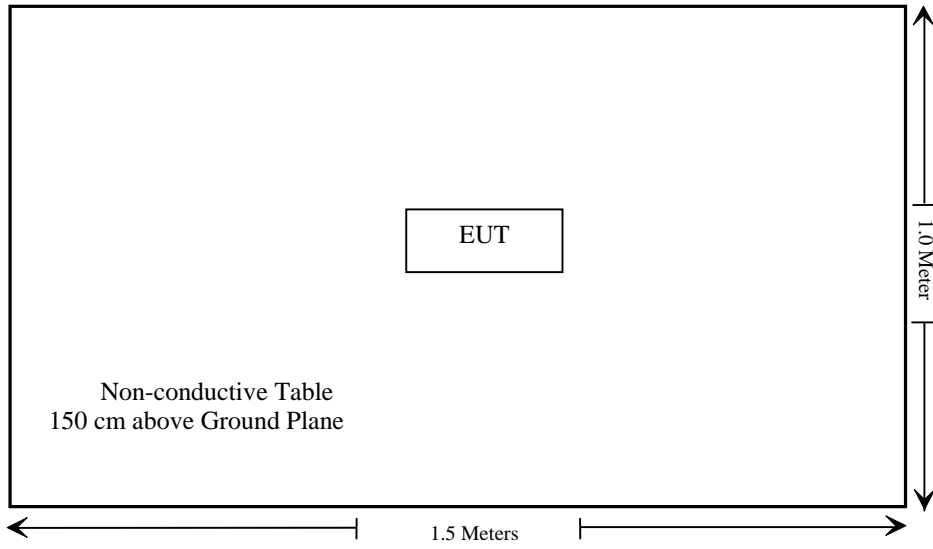 EUT
1.0 Meter
Non-conductive Table
150 cm above Ground Plane
1.5 Meters